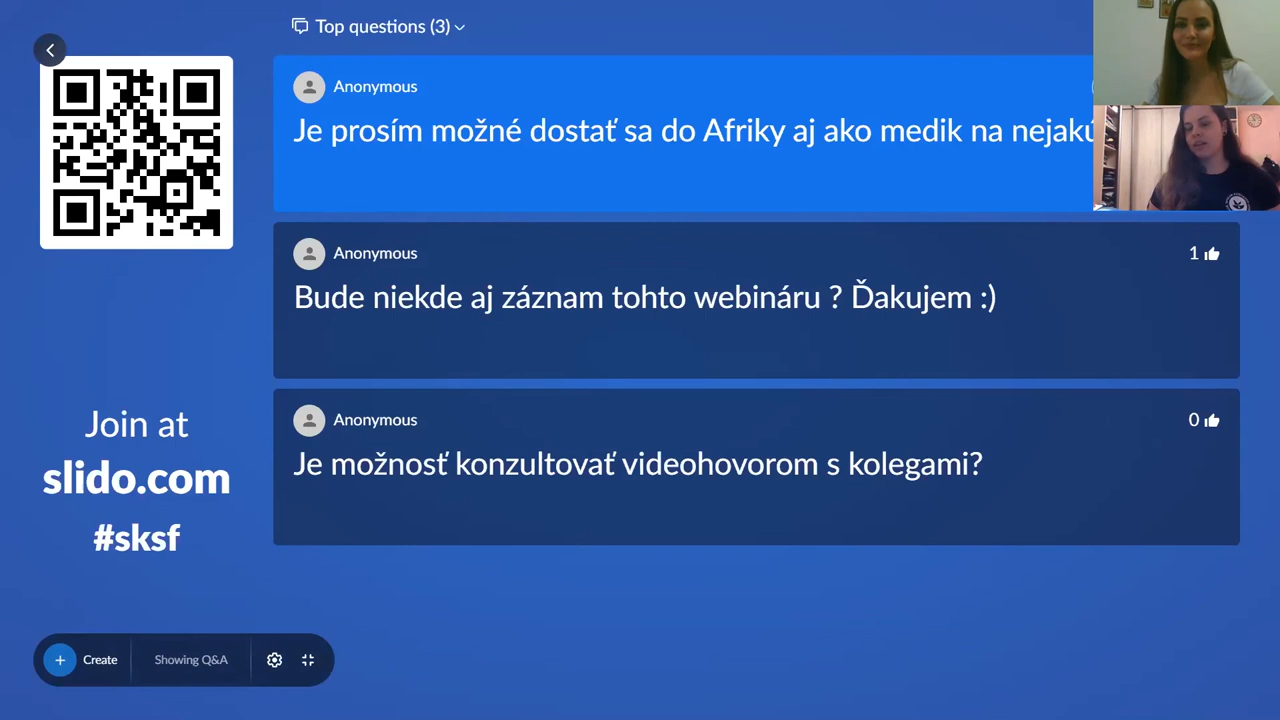 Top questions (3)
Anonymous
Je prosím možné dostať sa do Afriky aj ako medik na
Anonymous
1
Bude niekde aj záznam tohto webináru ? Ďakujem :)
Anonymous
0
Je možnosť konzultovať videohovorom s kolegami?
Join at
slido.com
#sksf
Create
Showing Q&A